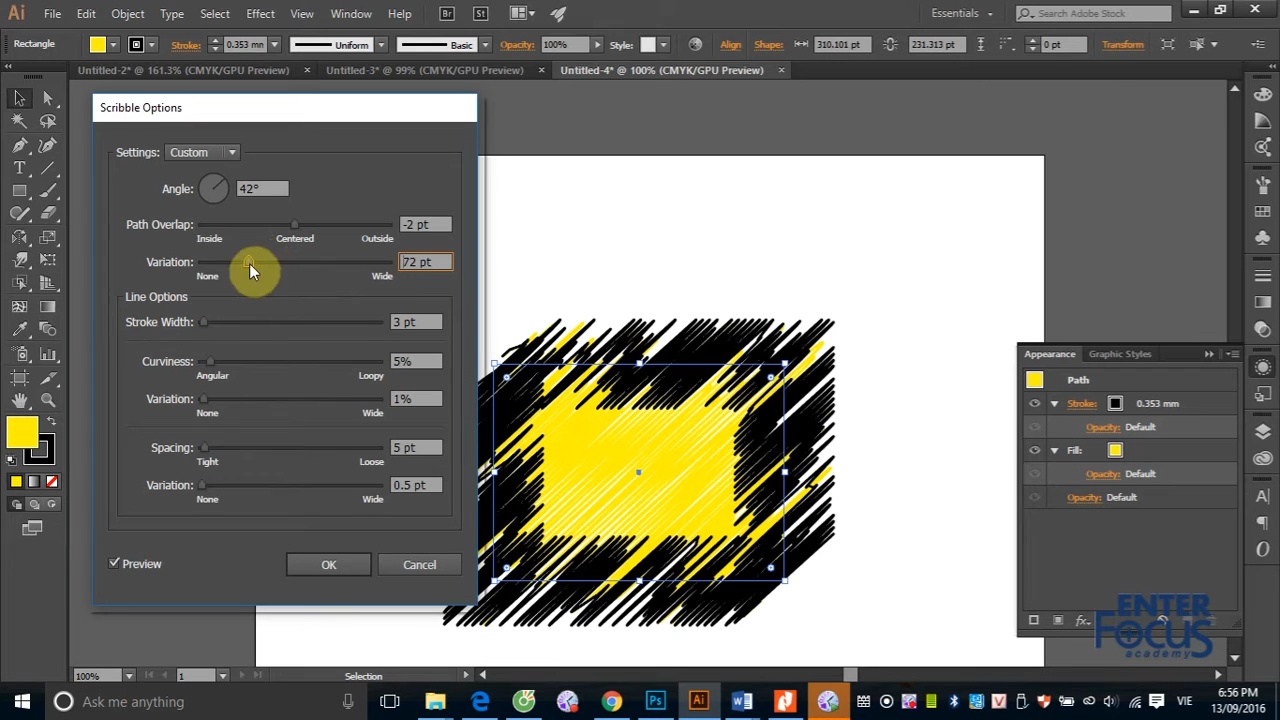 Ai File Edit Object Type Select Effect View Window Help Br St Essentials Search Adobe Stock
Rectangle Stroke: 0.353 mm Uniform Basic Opacity: 100% Style: Align Shape: 310.101 pt 231.313 pt 0 pt Transform
Untitled-2* @ 161.3% (CMYK/GPU Preview) × Untitled-3* @ 99% (CMYK/GPU Preview) × Untitled-4* @ 100% (CMYK/GPU Preview) ×
Scribble Options
Settings: Custom
Angle: 42°
Path Overlap: -2 pt
Inside Centered Outside
Variation: 72 pt
None Wide
Line Options
Stroke Width: 3 pt
Curviness: 5%
Angular Loopy
Variation: 1%
None Wide
Spacing: 5 pt
Tight Loose
Variation: 0.5 pt
None Wide
Preview OK Cancel
Appearance Graphic Styles
Path
Stroke: 0.353 mm
Opacity: Default
Fill:
Opacity: Default
Opacity: Default
fx
ENTER
FOCUS
academy
100% 1 Selection
Ask me anything Ps Ai VIE
6:56 PM
13/09/2016